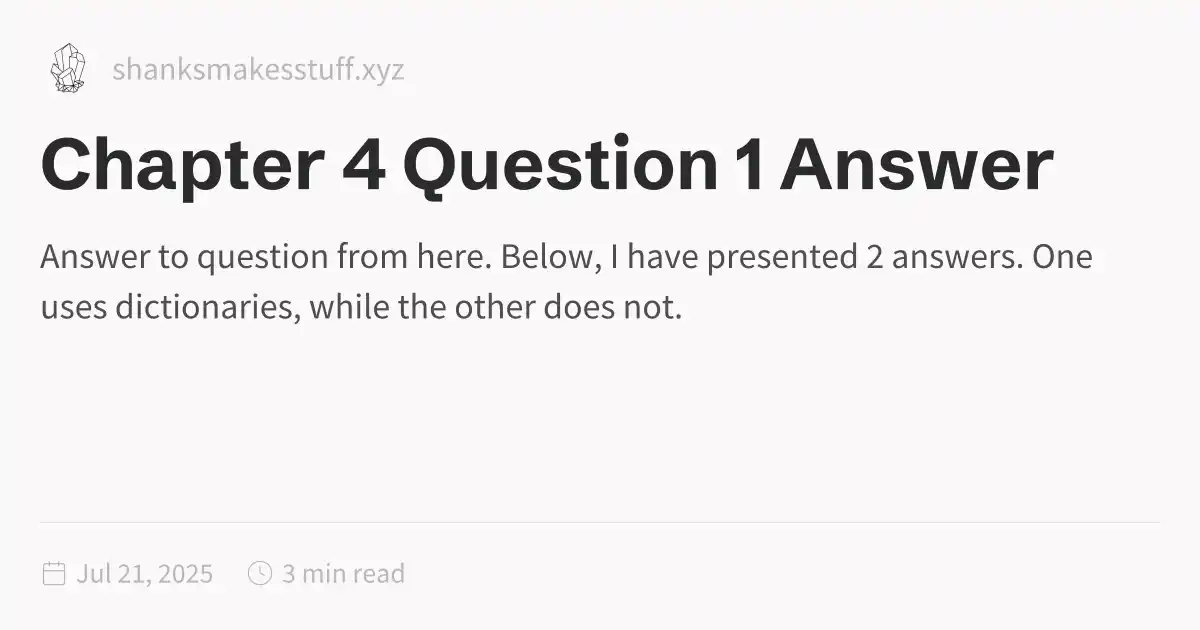 shanksmakesstuff.xyz
Chapter 4 Question 1 Answer
Answer to question from here. Below, I have presented 2 answers. One
uses dictionaries, while the other does not.
Jul 21, 2025 3 min read